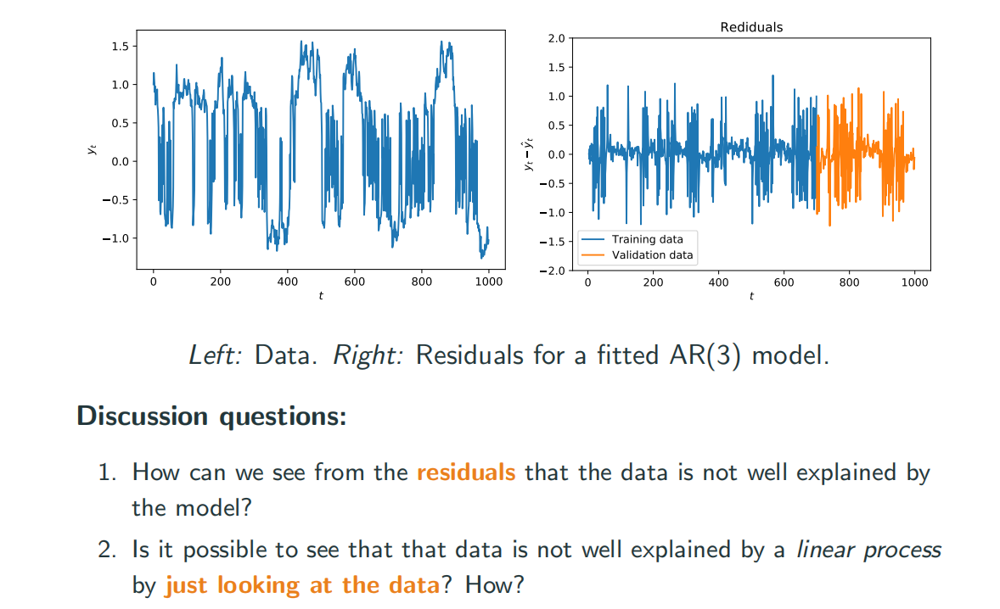 Rediduals
1.5
1.0
0.5
0.0
−0.5
−1.0
y_t
0 200 400 600 800 1000
t
2.0
1.5
1.0
0.5
0.0
−0.5
−1.0
−1.5
−2.0
y_t − ŷ_t
Training data
Validation data
0 200 400 600 800 1000
t
Left: Data. Right: Residuals for a fitted AR(3) model.
Discussion questions:
1. How can we see from the residuals that the data is not well explained by
the model?
2. Is it possible to see that that data is not well explained by a linear process
by just looking at the data? How?